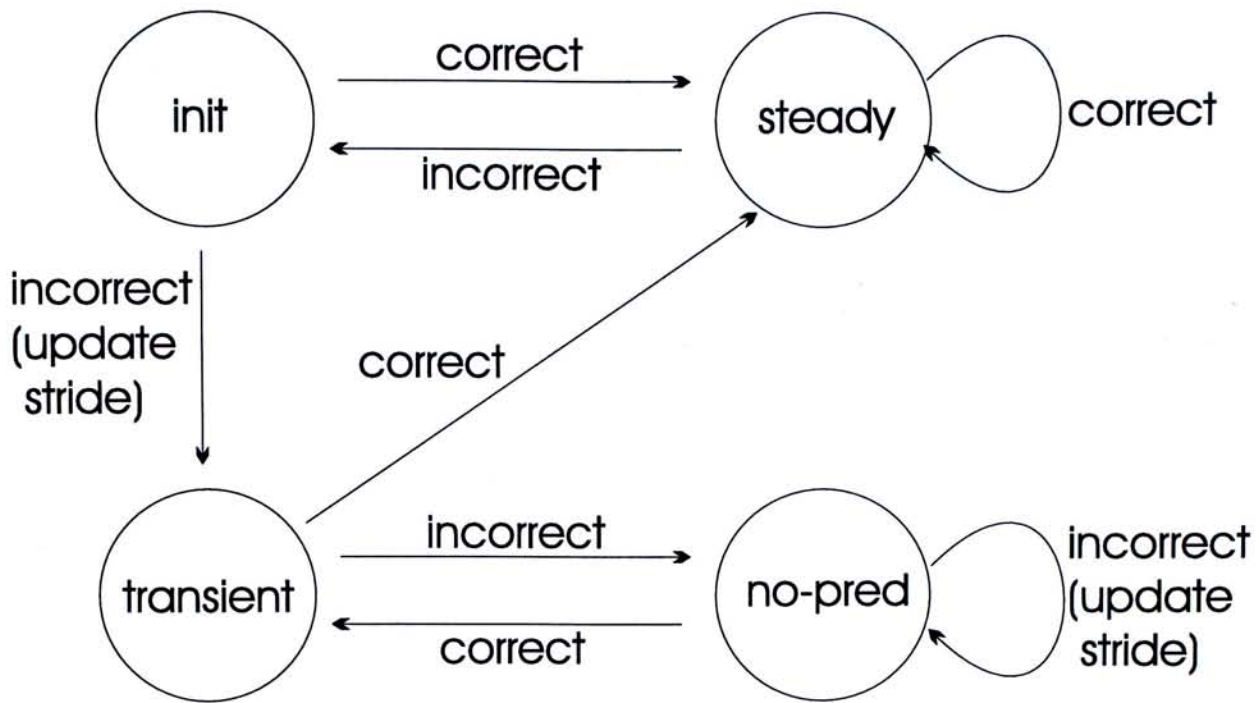 init
correct
steady
correct
incorrect
incorrect
(update
stride)
correct
transient
incorrect
no-pred
incorrect
(update
stride)
correct